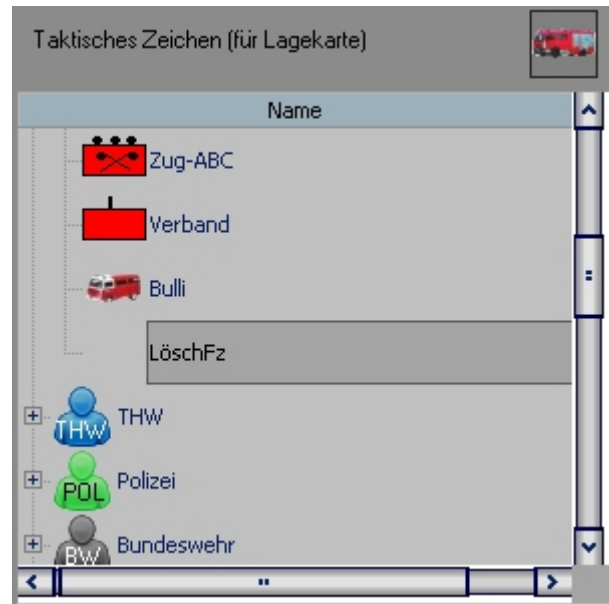 Taktisches Zeichen (für Lagekarte)
Name
Zug-ABC
Verband
Bulli
LöschFz
THW THW
POL Polizei
BW Bundeswehr